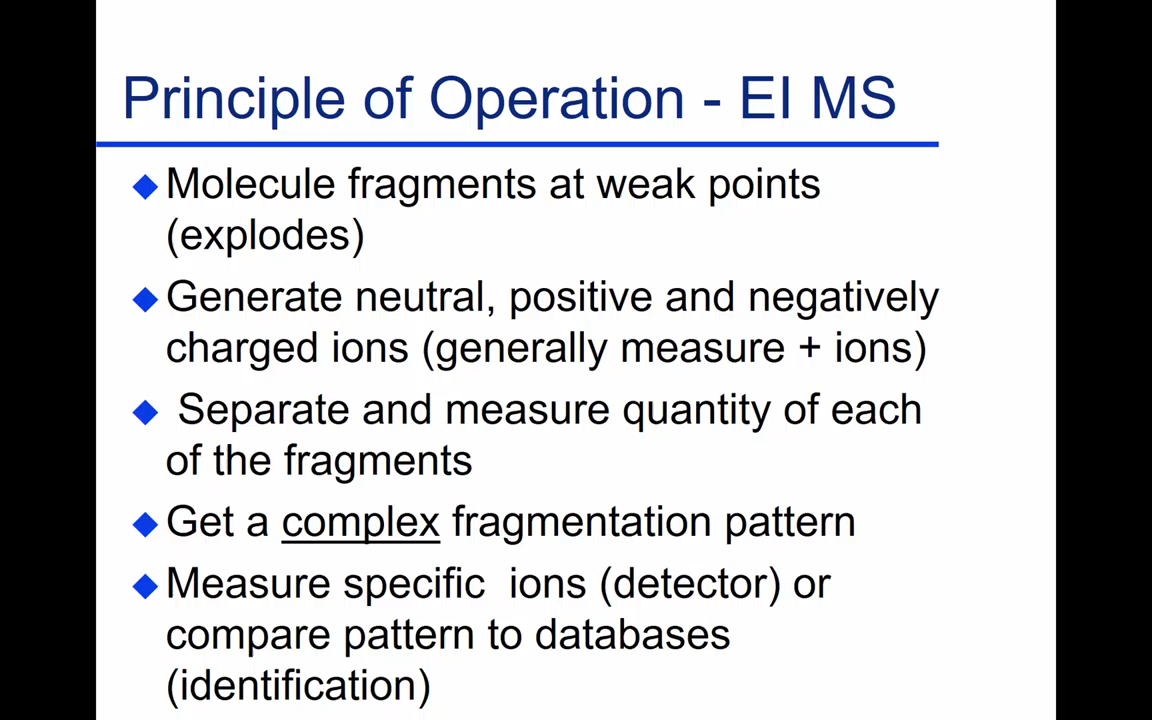 Principle of Operation - EI MS
◆Molecule fragments at weak points
(explodes)
◆Generate neutral, positive and negatively
charged ions (generally measure + ions)
◆ Separate and measure quantity of each
of the fragments
◆Get a complex fragmentation pattern
◆Measure specific  ions (detector) or
compare pattern to databases
(identification)